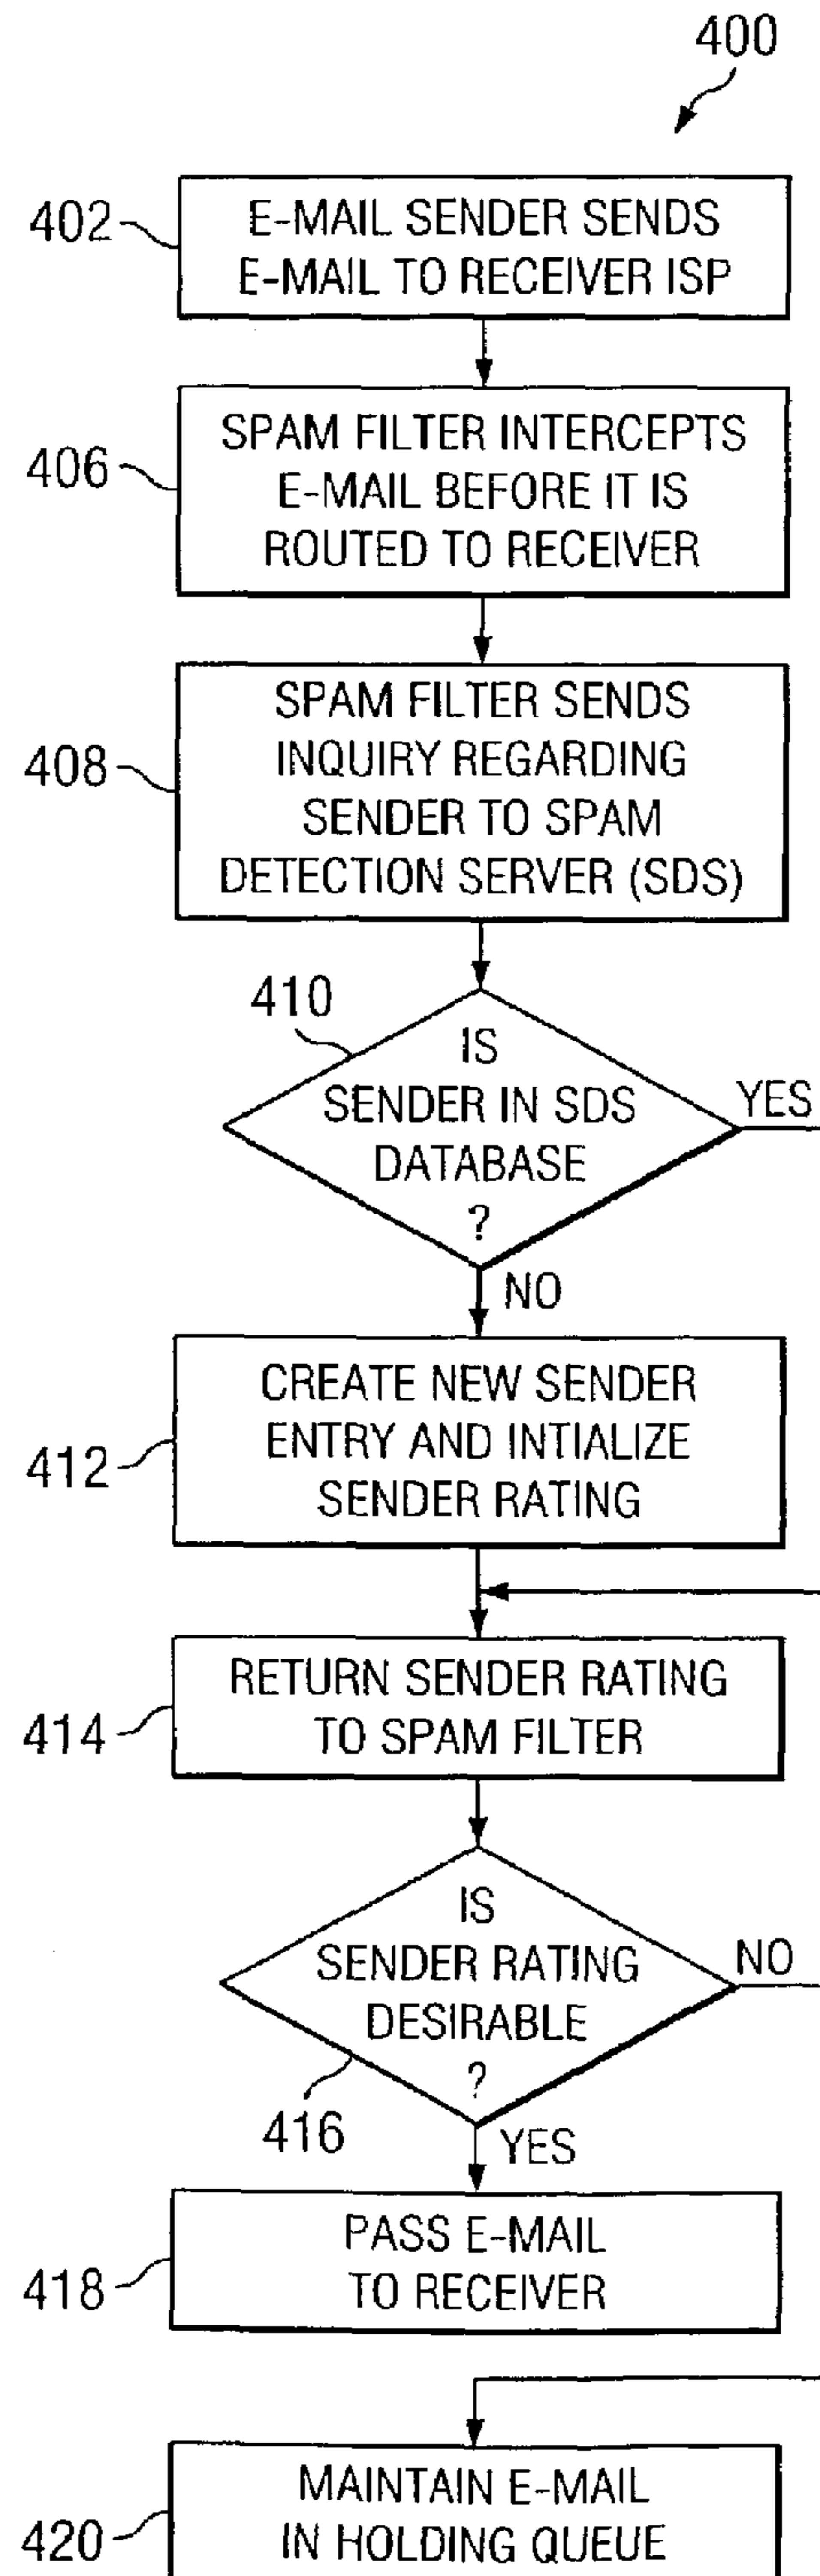 400
402
E-MAIL SENDER SENDS
E-MAIL TO RECEIVER ISP
406
SPAM FILTER INTERCEPTS
E-MAIL BEFORE IT IS
ROUTED TO RECEIVER
408
SPAM FILTER SENDS
INQUIRY REGARDING
SENDER TO SPAM
DETECTION SERVER (SDS)
410
IS
SENDER IN SDS
DATABASE
?
YES
NO
412
CREATE NEW SENDER
ENTRY AND INTIALIZE
SENDER RATING
414
RETURN SENDER RATING
TO SPAM FILTER
IS
SENDER RATING
DESIRABLE
?
NO
416
YES
418
PASS E-MAIL
TO RECEIVER
420
MAINTAIN E-MAIL
IN HOLDING QUEUE